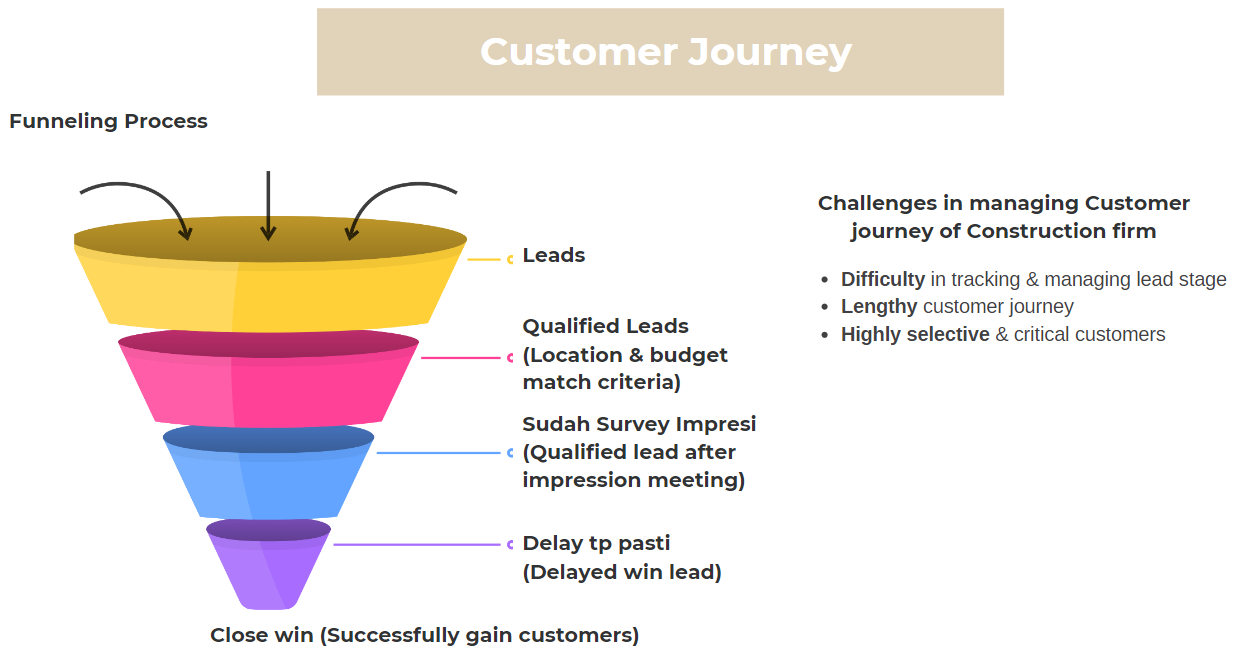 Customer Journey
Funneling Process
Leads
Qualified Leads
(Location & budget
match criteria)
Sudah Survey Impresi
(Qualified lead after
impression meeting)
Delay tp pasti
(Delayed win lead)
Close win (Successfully gain customers)
Challenges in managing Customer
journey of Construction firm
• Difficulty in tracking & managing lead stage
• Lengthy customer journey
• Highly selective & critical customers